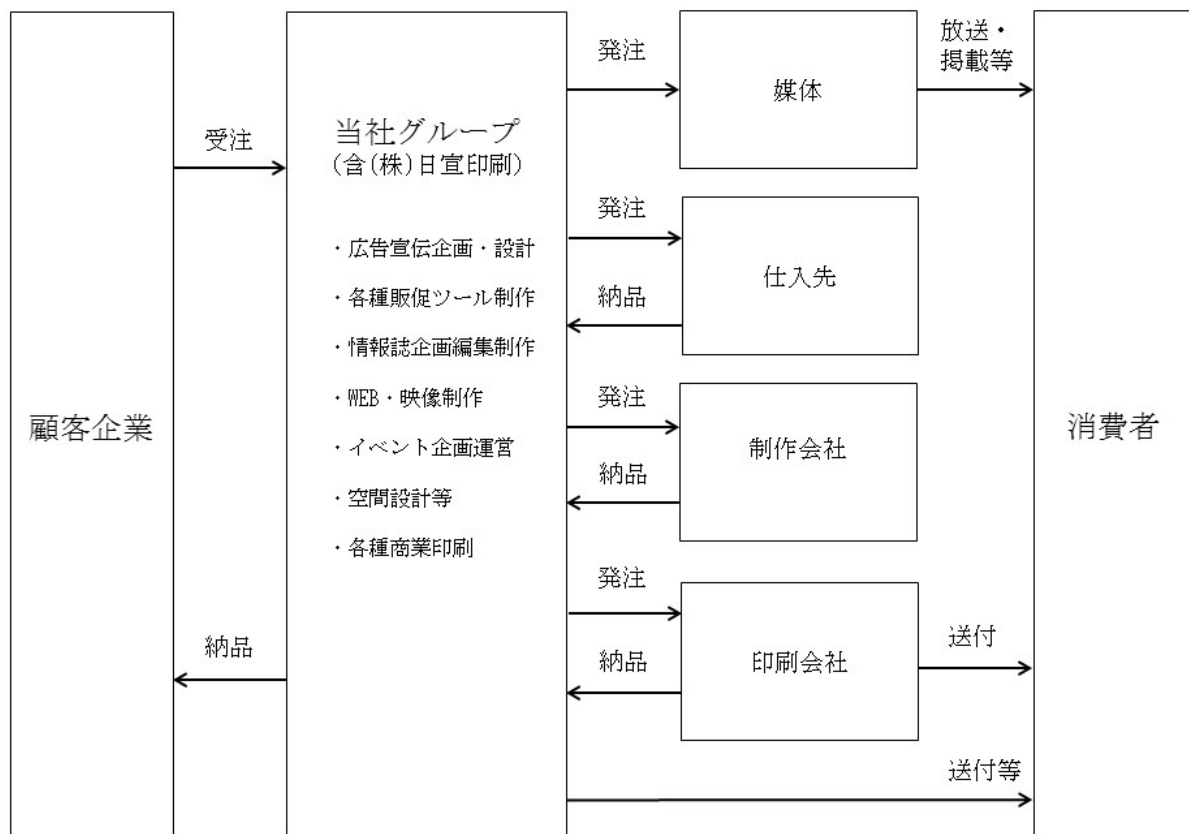 顧客企業
受注
納品
当社グループ
(含(株)日宣印刷)
・広告宣伝企画・設計
・各種販促ツール制作
・情報誌企画編集制作
・WEB・映像制作
・イベント企画運営
・空間設計等
・各種商業印刷
発注
媒体
放送・
掲載等
発注
納品
仕入先
発注
納品
制作会社
発注
納品
印刷会社
送付
送付等
消費者